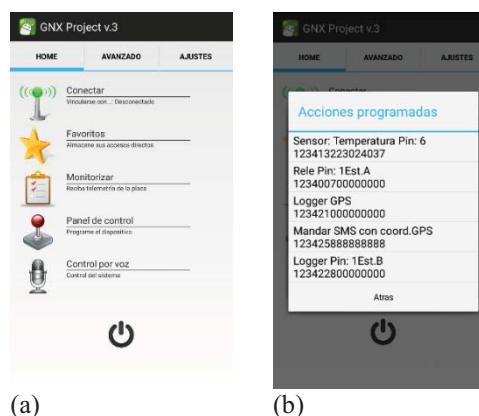 GNX Project v.3
HOME AVANZADO AJUSTES
Conectar
Vincularse con...: Desconectado
Favoritos
Almacene sus accesos directos
Monitorizar
Reciba telemetría de la placa
Panel de control
Programe el dispositivo
Control por voz
Control del sistema
(a)
GNX Project v.3
HOME AVANZADO AJUSTES
Conectar
Acciones programadas
Sensor: Temperatura Pin: 6
123413223024037
Rele Pin: 1Est.A
123400700000000
Logger GPS
123421000000000
Mandar SMS con coord.GPS
123425888888888
Logger Pin: 1Est.B
123422800000000
Atras
(b)